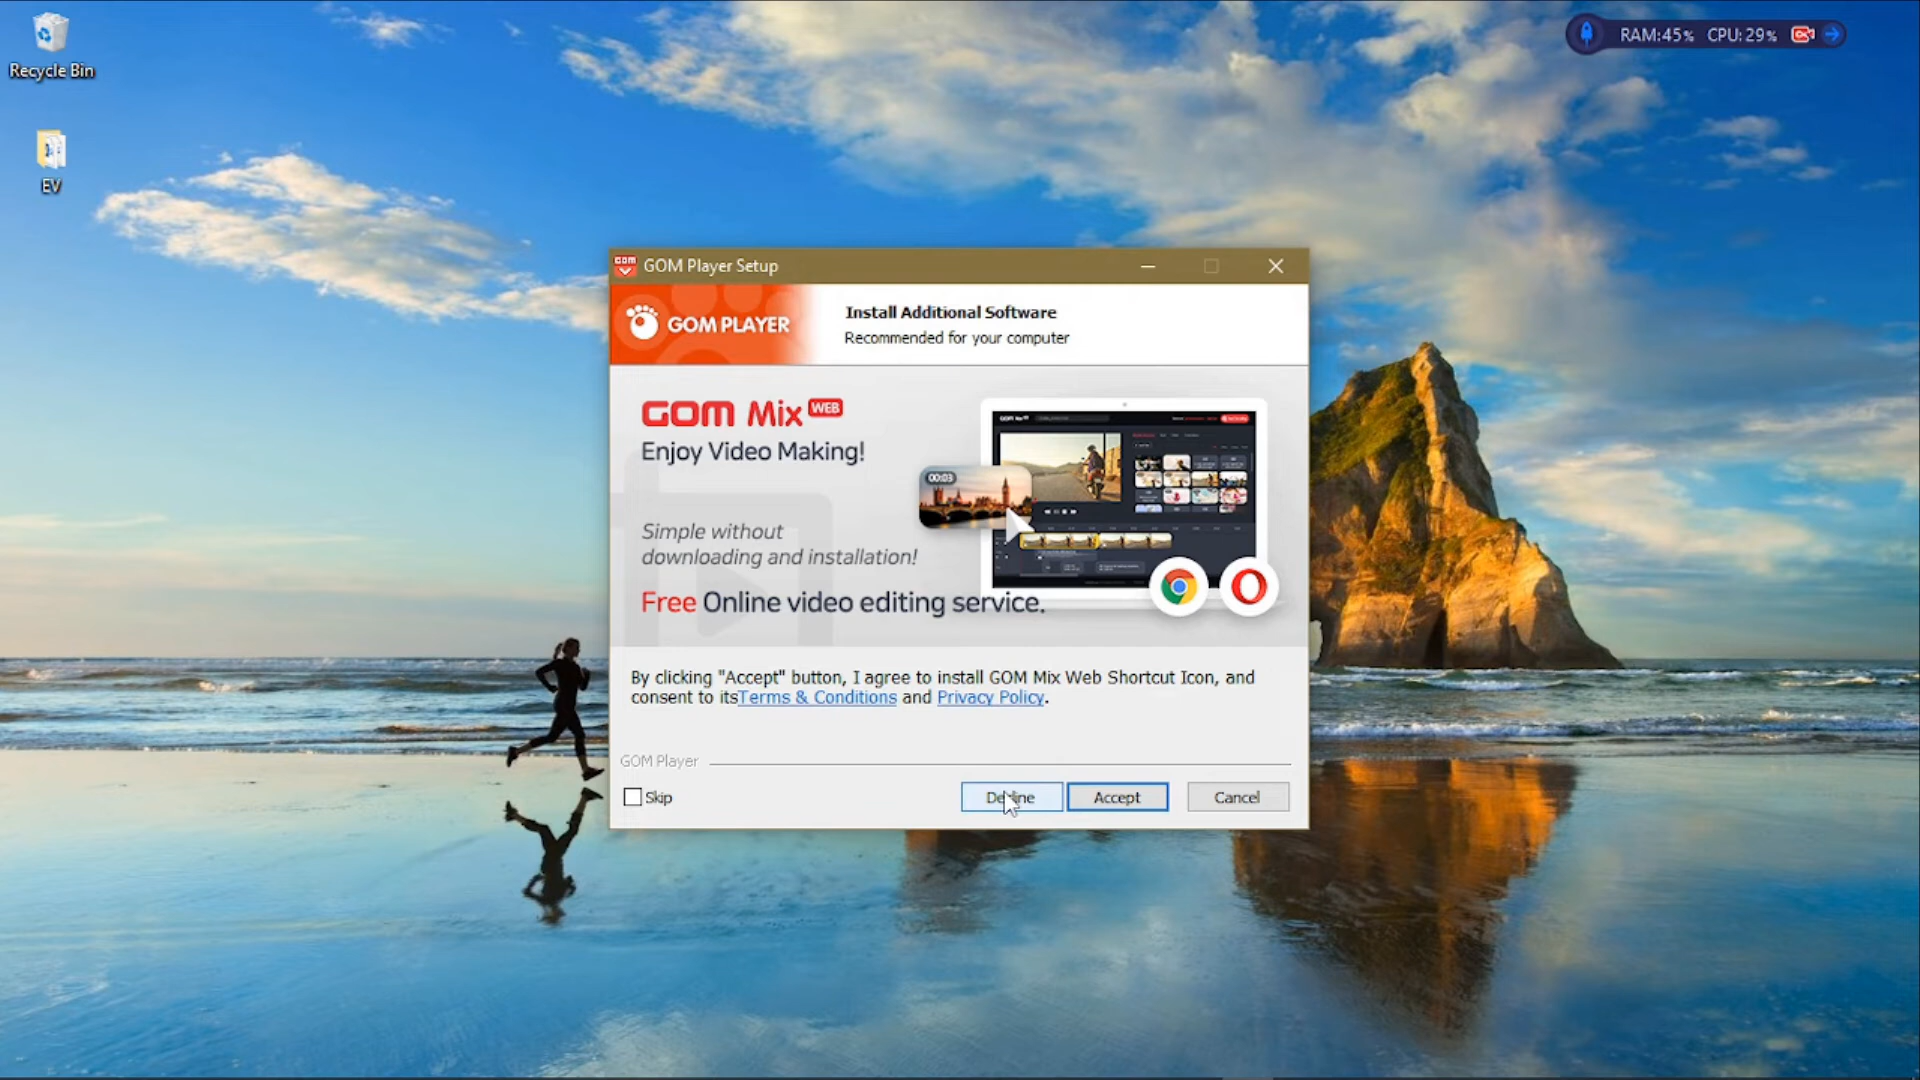 Recycle Bin
EV
RAM:45% CPU:29%
GOM Player Setup
GOM PLAYER
Install Additional Software
Recommended for your computer
GOM Mix WEB
Enjoy Video Making!
00:03
Simple without
downloading and installation!
Free Online video editing service.
By clicking "Accept" button, I agree to install GOM Mix Web Shortcut Icon, and
consent to itsTerms & Conditions and Privacy Policy.
GOM Player
Skip
Decline
Accept
Cancel